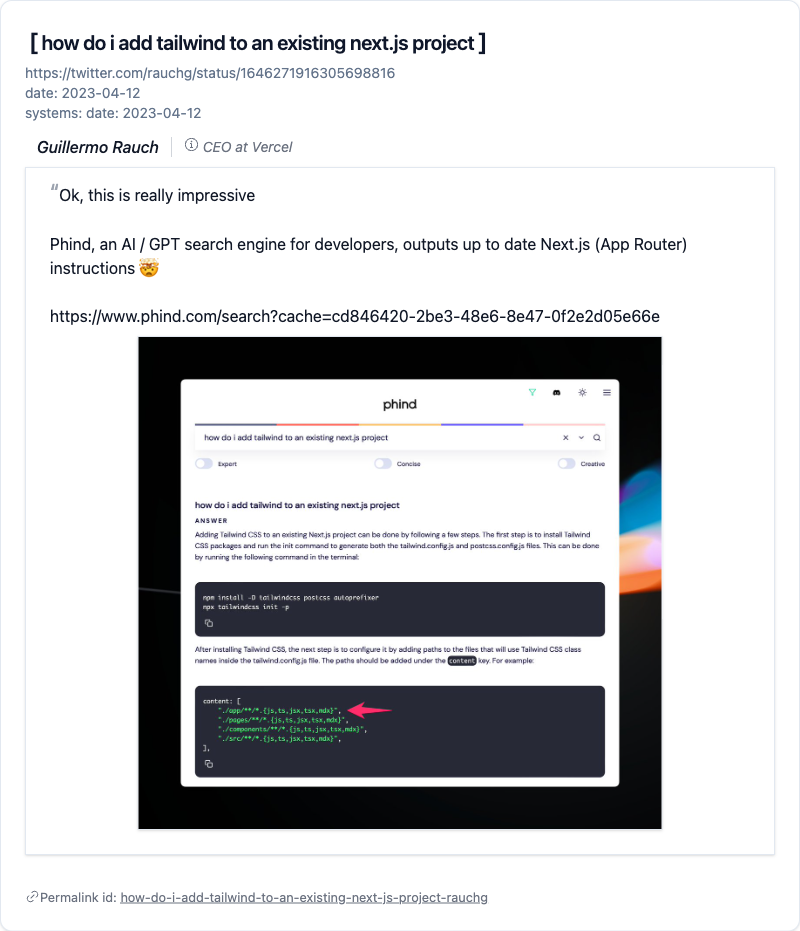 [ how do i add tailwind to an existing next.js project ]
https://twitter.com/rauchg/status/1646271916305698816
date: 2023-04-12
systems: date: 2023-04-12
Guillermo Rauch | ⓘ CEO at Vercel
“Ok, this is really impressive
Phind, an AI / GPT search engine for developers, outputs up to date Next.js (App Router)
instructions 🤯
https://www.phind.com/search?cache=cd846420-2be3-48e6-8e47-0f2e2d05e66e
phind
how do i add tailwind to an existing next.js project
Expert Concise Creative
how do i add tailwind to an existing next.js project
ANSWER
Adding Tailwind CSS to an existing Next.js project can be done by following a few steps. The first step is to install Tailwind
CSS packages and run the init command to generate both the tailwind.config.js and postcss.config.js files. This can be done
by running the following command in the terminal:
npm install -D tailwindcss postcss autoprefixer
npx tailwindcss init -p
After installing Tailwind CSS, the next step is to configure it by adding paths to the files that will use Tailwind CSS class
names inside the tailwind.config.js file. The paths should be added under the content key. For example:
content: [
"./app/**/*.{js,ts,jsx,tsx,mdx}",
"./pages/**/*.{js,ts,jsx,tsx,mdx}",
"./components/**/*.{js,ts,jsx,tsx,mdx}",
"./src/**/*.{js,ts,jsx,tsx,mdx}",
],
Permalink id: how-do-i-add-tailwind-to-an-existing-next-js-project-rauchg